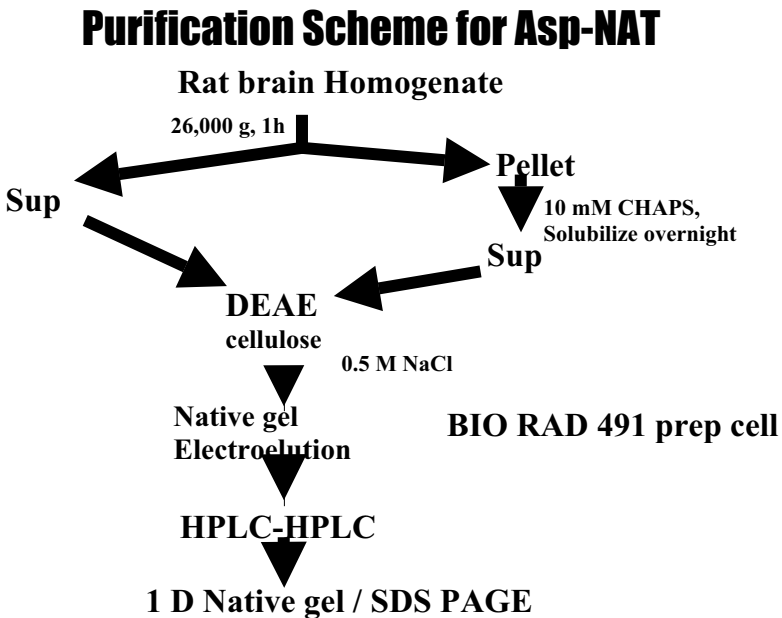 Purification Scheme for Asp-NAT
Rat brain Homogenate
26,000 g, 1h
Pellet
Sup
10 mM CHAPS,
Solubilize overnight
Sup
DEAE
cellulose
0.5 M NaCl
Native gel
Electroelution
BIO RAD 491 prep cell
HPLC-HPLC
1 D Native gel / SDS PAGE